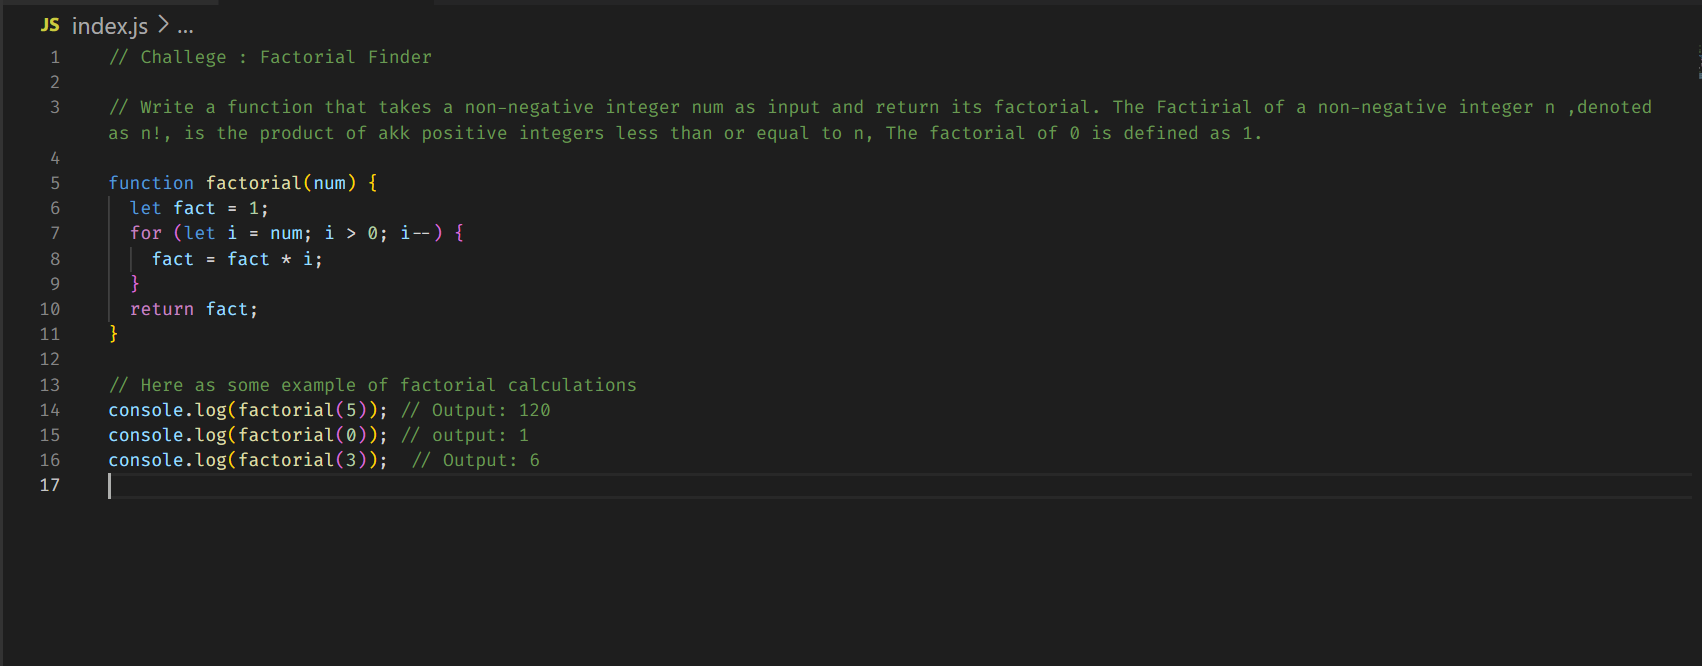 JS index.js > ...
1 // Challege : Factorial Finder
2
3 // Write a function that takes a non-negative integer num as input and return its factorial. The Factirial of a non-negative integer n ,denoted
as n!, is the product of akk positive integers less than or equal to n, The factorial of 0 is defined as 1.
4
5 function factorial(num) {
6   let fact = 1;
7   for (let i = num; i > 0; i--) {
8     fact = fact * i;
9   }
10   return fact;
11 }
12
13 // Here as some example of factorial calculations
14 console.log(factorial(5)); // Output: 120
15 console.log(factorial(0)); // output: 1
16 console.log(factorial(3));  // Output: 6
17